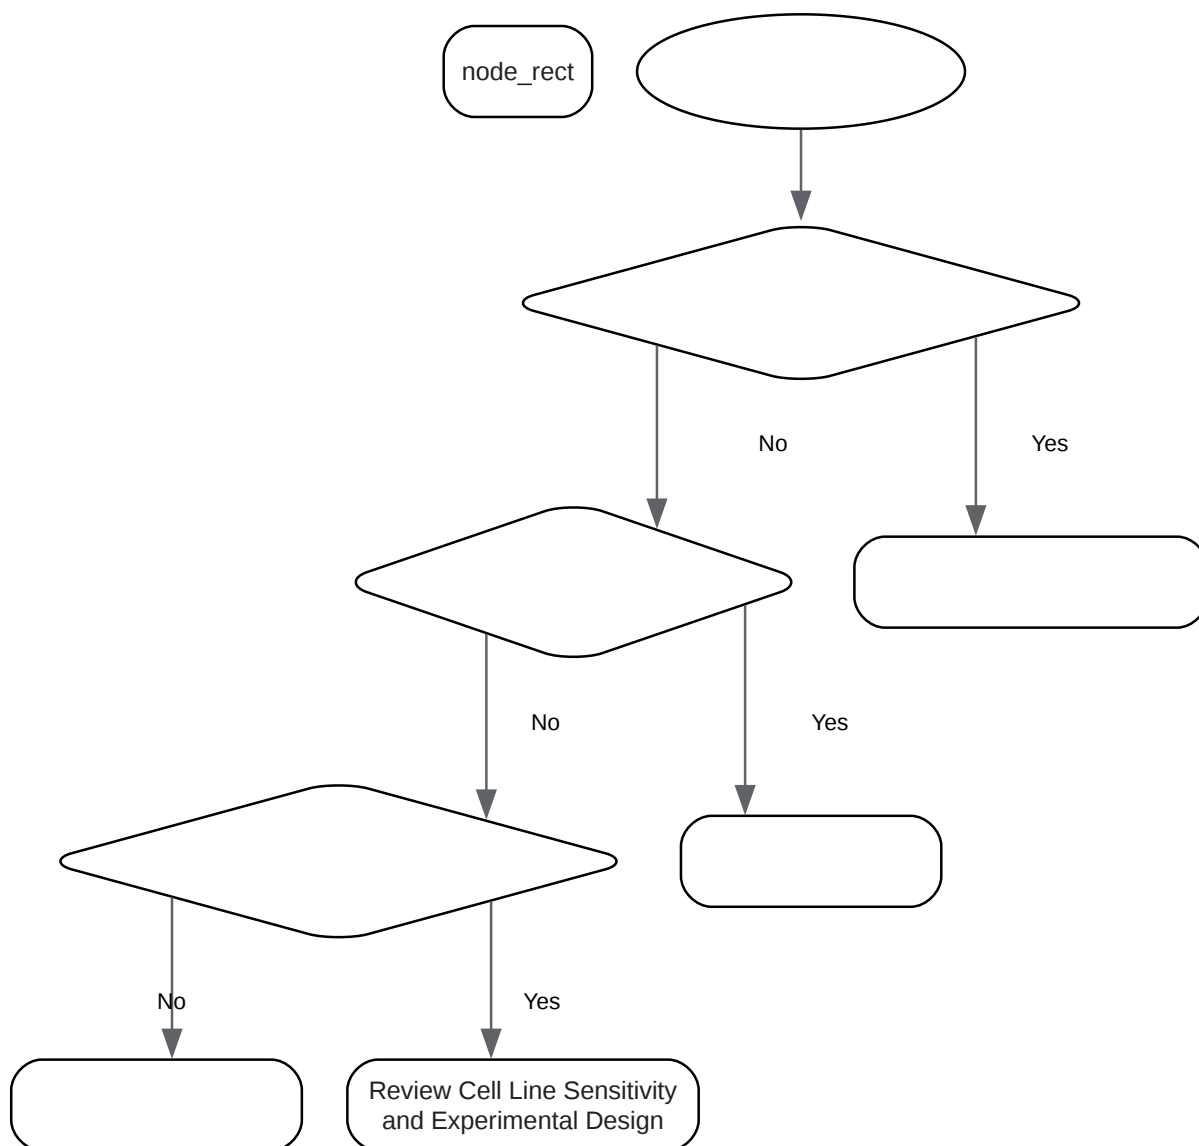 node_rect
No
Yes
No
Yes
No
Yes
Review Cell Line Sensitivity
and Experimental Design